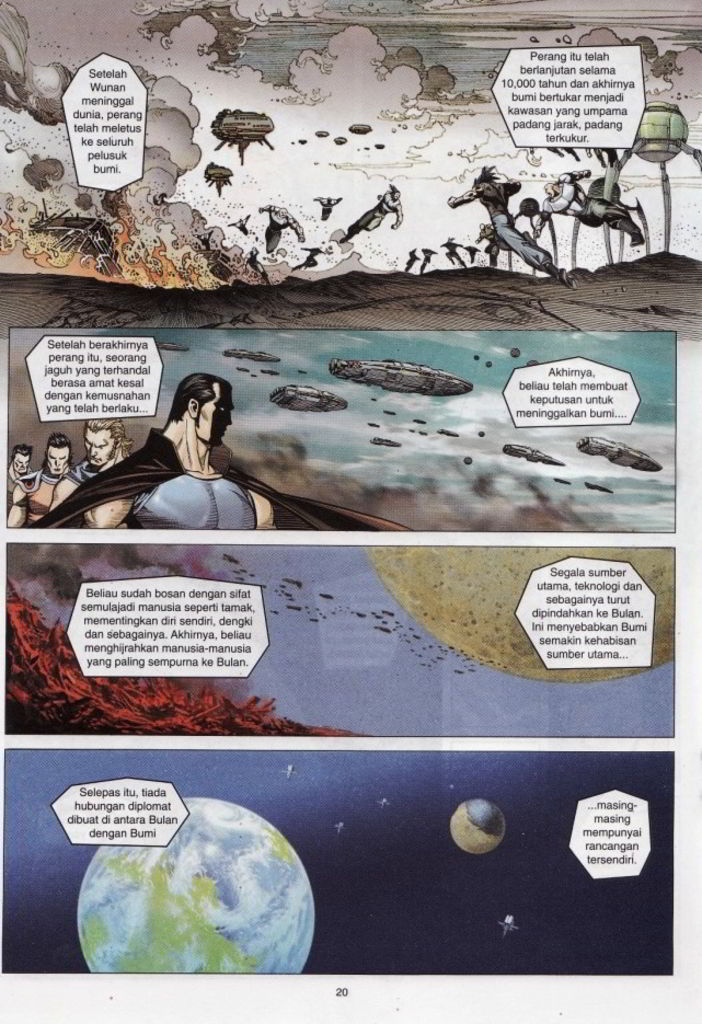 Setelah
Wunan
meninggal
dunia, perang
telah meletus
ke seluruh
pelusuk
bumi.
Perang itu telah
berlanjutan selama
10,000 tahun dan akhirnya
bumi bertukar menjadi
kawasan yang umpama
padang jarak, padang
terkukur.
Setelah berakhirnya
perang itu, seorang
jaguh yang terhandal
berasa amat kesal
dengan kemusnahan
yang telah berlaku...
Akhirnya,
beliau telah membuat
keputusan untuk
meninggalkan bumi....
Beliau sudah bosan dengan sifat
semulajadi manusia seperti tamak,
mementingkan diri sendiri, dengki
dan sebagainya. Akhirnya, beliau
menghijrahkan manusia-manusia
yang paling sempurna ke Bulan.
Segala sumber
utama, teknologi dan
sebagainya turut
dipindahkan ke Bulan.
Ini menyebabkan Bumi
semakin kehabisan
sumber utama...
Selepas itu, tiada
hubungan diplomat
dibuat di antara Bulan
dengan Bumi
...masing-
masing
mempunyai
rancangan
tersendiri.
20